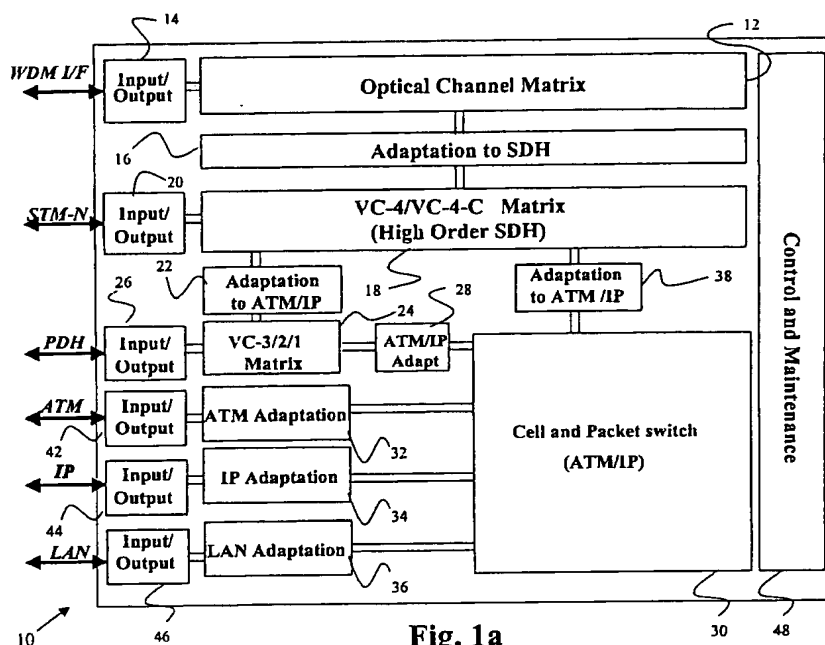 14
12
WDM I/F
Input/
Output
Optical Channel Matrix
16
Adaptation to SDH
20
STM-N
Input/
Output
VC-4/VC-4-C Matrix
(High Order SDH)
Control and Maintenance
22
Adaptation
to ATM/IP
18
Adaptation
to ATM /IP
38
26
24
28
PDH
Input/
Output
VC-3/2/1
Matrix
ATM/IP
Adapt
ATM
Input/
Output
ATM Adaptation
Cell and Packet switch
(ATM/IP)
42
32
IP
Input/
Output
IP Adaptation
44
34
LAN
Input/
Output
LAN Adaptation
36
10
46
Fig. 1a
30
48